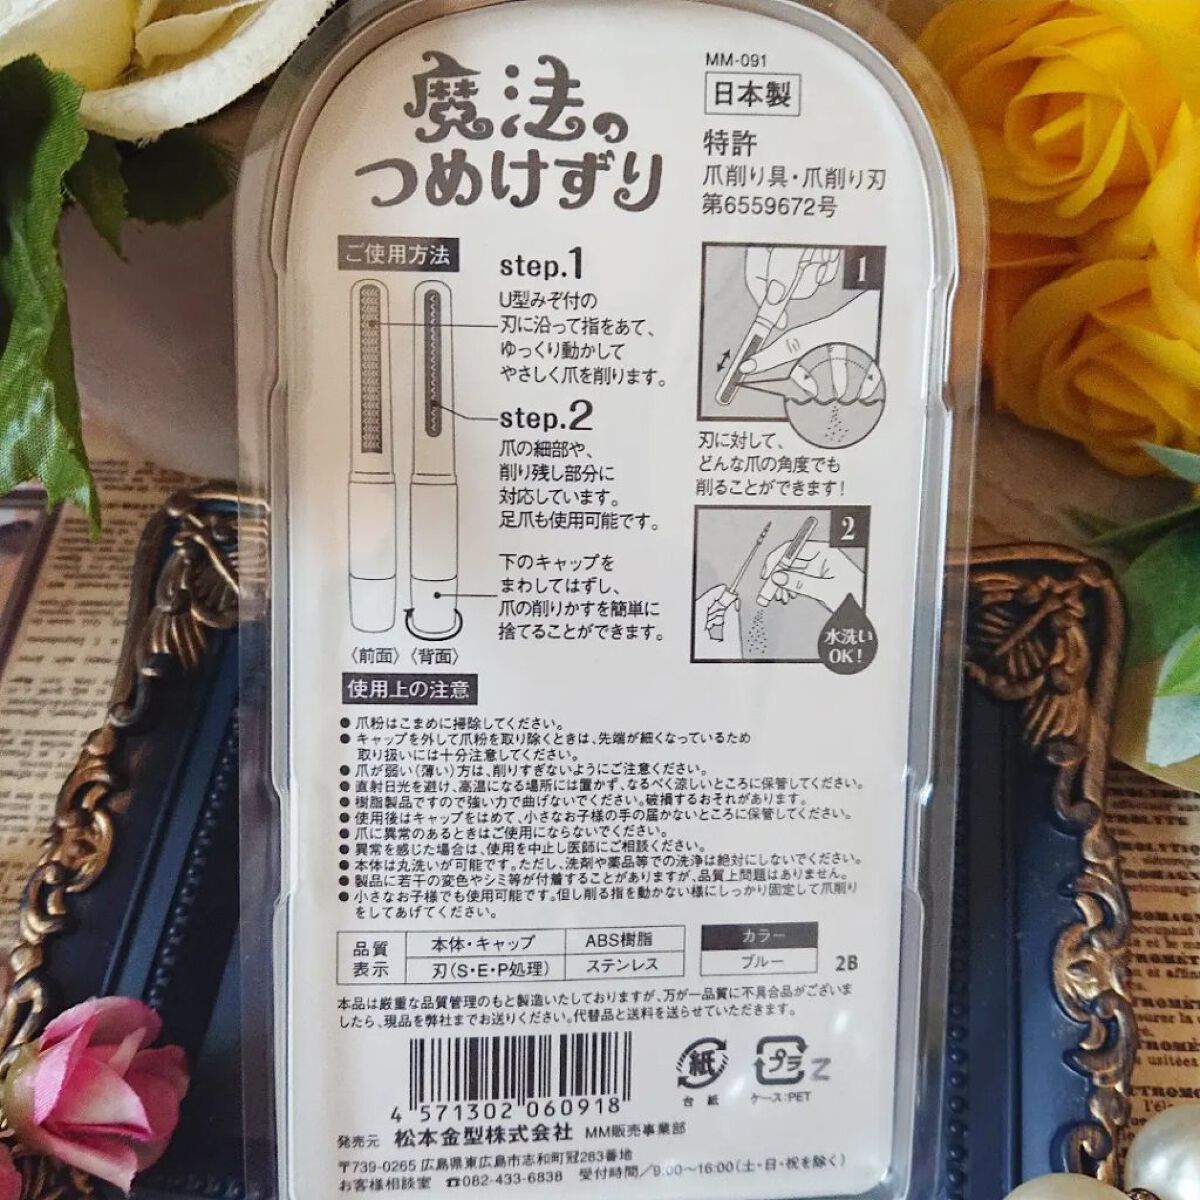 魔法の
つめけずり
MM-091
日本製
特許
爪削り具・爪削り刃
第6559672号
ご使用方法
step.1
U型みぞ付の
刃に沿って指をあて、
ゆっくり動かして
やさしく爪を削ります。
step.2
爪の細部や、
削り残し部分に
対応しています。
足爪も使用可能です。
下のキャップを
まわしてはずし、
爪の削りかすを簡単に
捨てることができます。
〈前面〉〈背面〉
1
刃に対して、
どんな爪の角度でも
削ることができます!
2
水洗い
OK!
使用上の注意
● 爪粉はこまめに掃除してください。
● キャップを外して爪粉を取り除くときは、先端が細くなっているため
取り扱いには十分注意してください。
● 爪が弱い(薄い)方は、削りすぎないようにご注意ください。
● 直射日光を避け、高温になる場所には置かず、なるべく涼しいところに保管してください。
● 樹脂製品ですので強い力で曲げないでください。破損するおそれがあります。
● 使用後はキャップをはめて、小さなお子様の手の届かないところに保管してください。
● 爪に異常のあるときはご使用にならないでください。
● 異常を感じた場合は、使用を中止し医師にご相談ください。
● 本体は丸洗いが可能です。ただし、洗剤や薬品等での洗浄は絶対にしないでください。
● 製品に若干の変色やシミ等が付着することがありますが、品質上問題はありません。
● 小さなお子様でも使用可能です。但し削る指を動かない様にしっかり固定して爪削り
をしてあげてください。
品質
表示
本体・キャップ
ABS樹脂
刃(S・E・P処理)
ステンレス
カラー
ブルー
2B
本品は厳重な品質管理のもと製造いたしておりますが、万が一品質に不具合品がございま
したら、現品を弊社までお送りください。代替品と送料を送らせていただきます。
4 571302 060918
紙
台紙
プラ
ケース:PET
発売元 松本金型株式会社 MM販売事業部
〒739-0265 広島県東広島市志和町冠283番地
お客様相談室 ☎082-433-6838 受付時間/9:00~16:00(土・日・祝を除く)